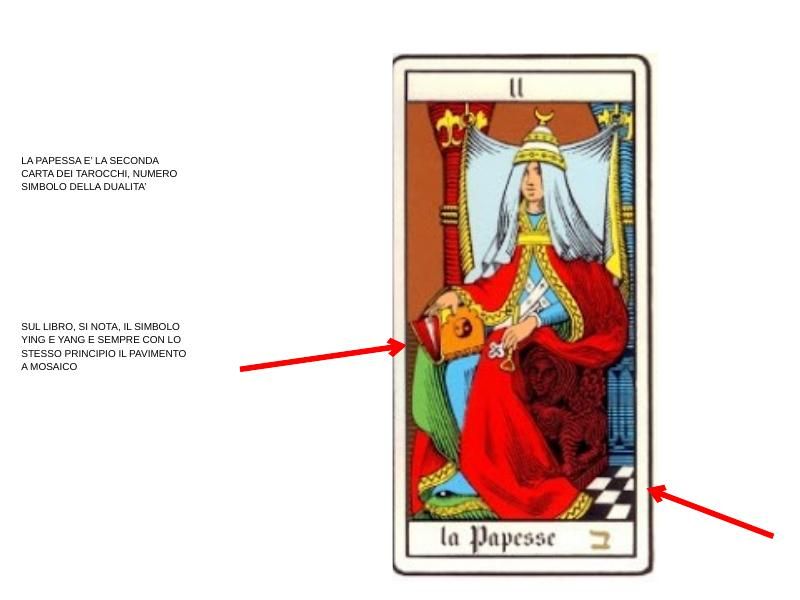 LA PAPESSA E' LA SECONDA
CARTA DEI TAROCCHI, NUMERO
SIMBOLO DELLA DUALITA'
SUL LIBRO, SI NOTA, IL SIMBOLO
YING E YANG E SEMPRE CON LO
STESSO PRINCIPIO IL PAVIMENTO
A MOSAICO
II
la Papesse ב